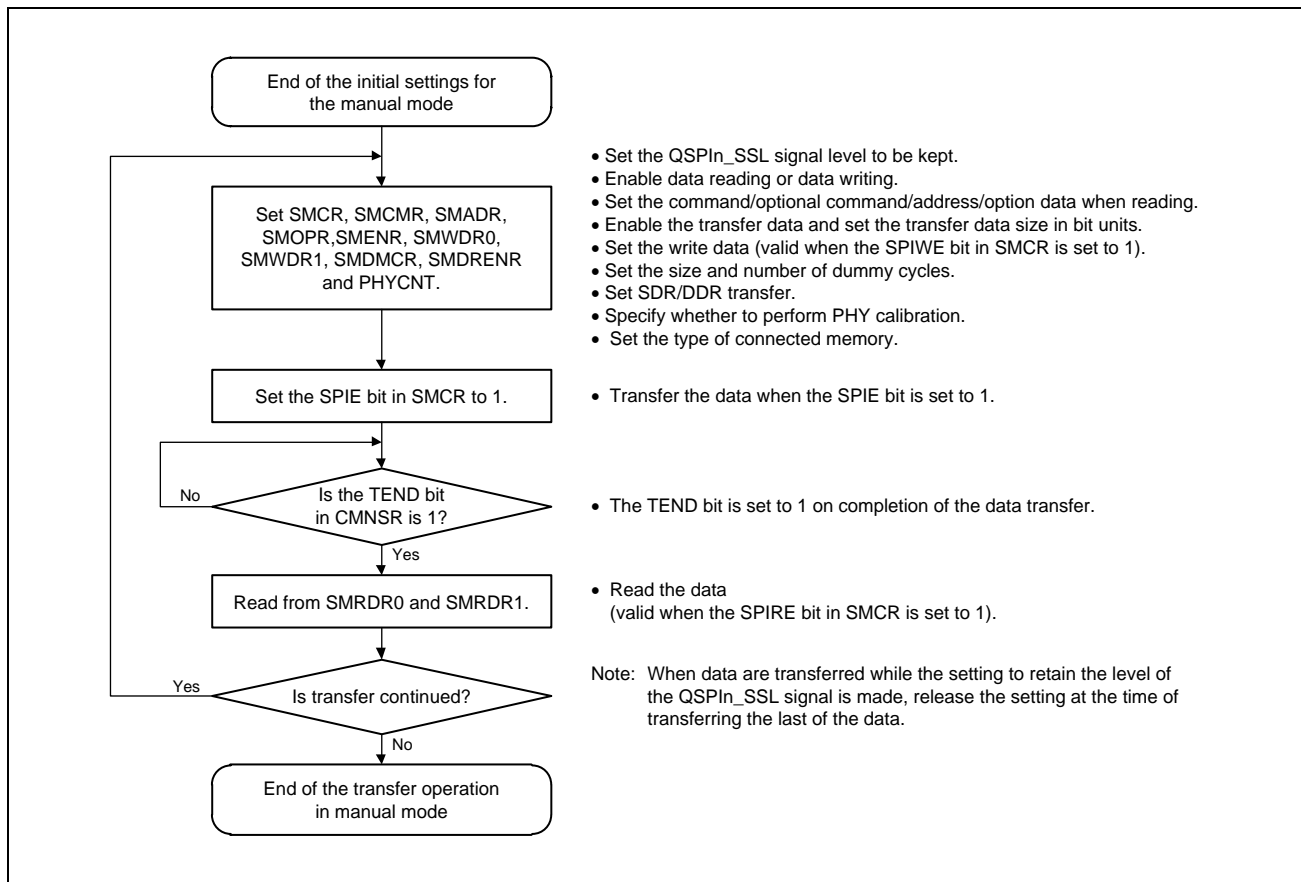 End of the initial settings for
the manual mode
Set SMCR, SMCMR, SMADR,
SMOPR,SMENR, SMWDR0,
SMWDR1, SMDMCR, SMDRENR
and PHYCNT.
• Set the QSPIn_SSL signal level to be kept.
• Enable data reading or data writing.
• Set the command/optional command/address/option data when reading.
• Enable the transfer data and set the transfer data size in bit units.
• Set the write data (valid when the SPIWE bit in SMCR is set to 1).
• Set the size and number of dummy cycles.
• Set SDR/DDR transfer.
• Specify whether to perform PHY calibration.
• Set the type of connected memory.
Set the SPIE bit in SMCR to 1.
• Transfer the data when the SPIE bit is set to 1.
No
Is the TEND bit
in CMNSR is 1?
• The TEND bit is set to 1 on completion of the data transfer.
Yes
Read from SMRDR0 and SMRDR1.
• Read the data
(valid when the SPIRE bit in SMCR is set to 1).
Yes
Is transfer continued?
Note: When data are transferred while the setting to retain the level of
the QSPIn_SSL signal is made, release the setting at the time of
transferring the last of the data.
No
End of the transfer operation
in manual mode